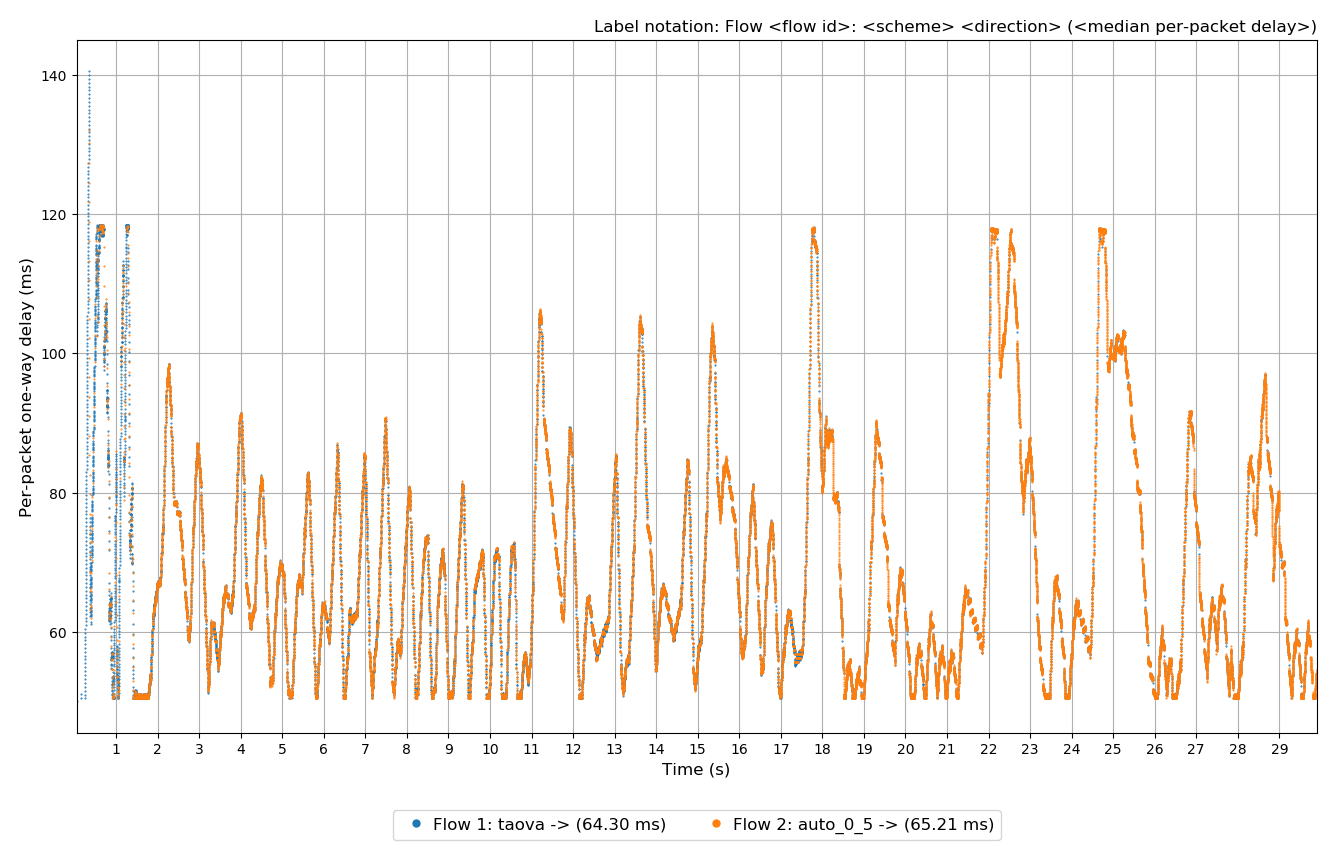 Label notation: Flow <flow id>: <scheme> <direction> (<median per-packet delay>)
Per-packet one-way delay (ms)
140
120
100
80
60
1 2 3 4 5 6 7 8 9 10 11 12 13 14 15 16 17 18 19 20 21 22 23 24 25 26 27 28 29
Time (s)
Flow 1: taova -> (64.30 ms) Flow 2: auto_0_5 -> (65.21 ms)